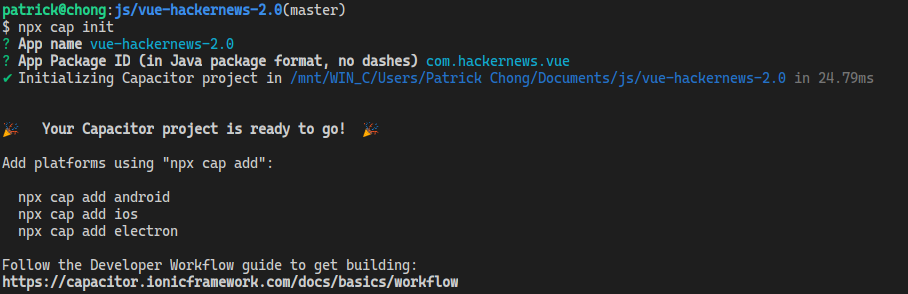 patrick@chong:js/vue-hackernews-2.0(master)
$ npx cap init
? App name vue-hackernews-2.0
? App Package ID (in Java package format, no dashes) com.hackernews.vue
✔ Initializing Capacitor project in /mnt/WIN_C/Users/Patrick Chong/Documents/js/vue-hackernews-2.0 in 24.79ms
🎉 Your Capacitor project is ready to go! 🎉
Add platforms using "npx cap add":
npx cap add android
npx cap add ios
npx cap add electron
Follow the Developer Workflow guide to get building:
https://capacitor.ionicframework.com/docs/basics/workflow